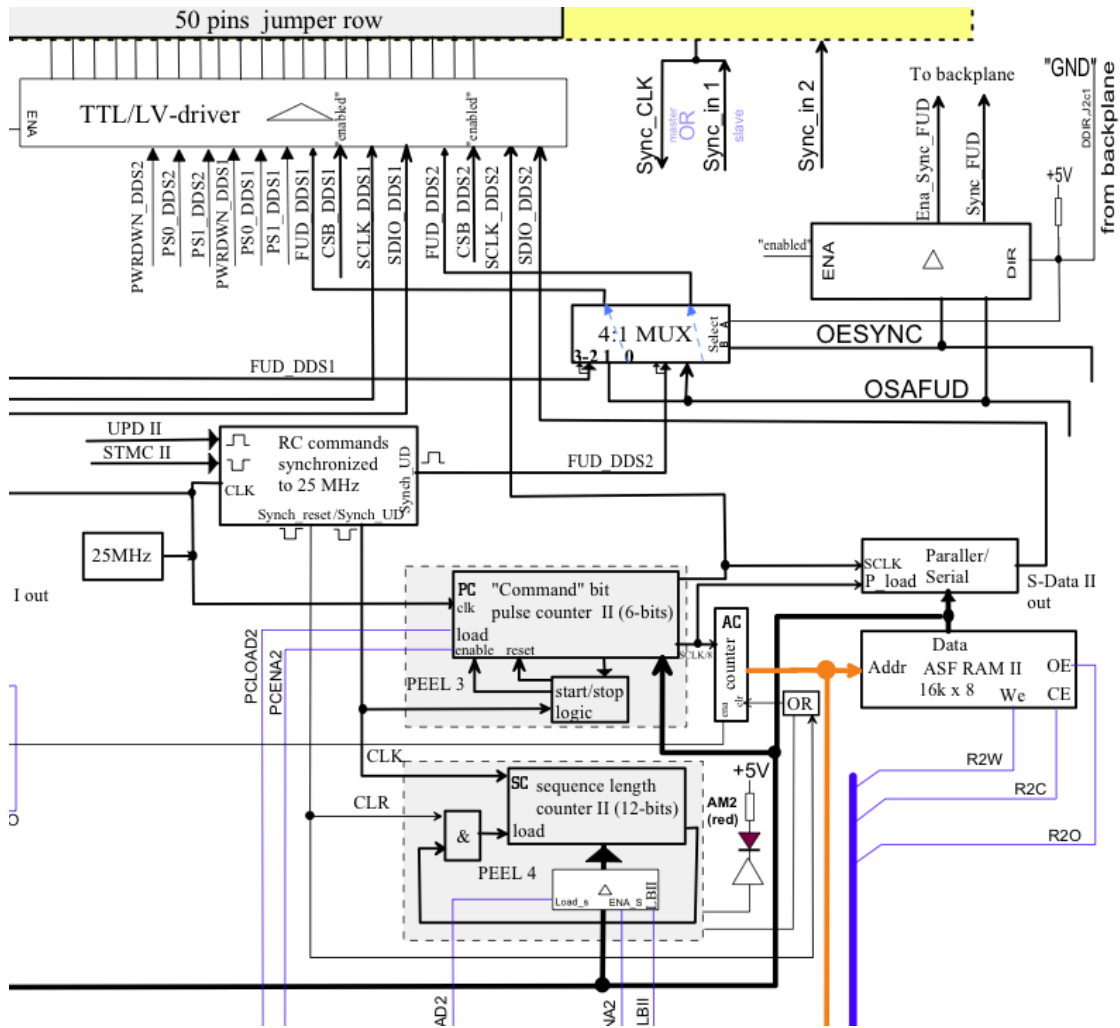 50 pins jumper row
TTL/LV-driver
ENA
"enabled"
"enabled"
PWRDWN_DDS2
PS0_DDS2
PS1_DDS2
PWRDWN_DDS1
PS0_DDS1
PS1_DDS1
FUD_DDS1
CSB_DDS1
SCLK_DDS1
SDIO_DDS1
FUD_DDS2
CSB_DDS2
SCLK_DDS2
SDIO_DDS2
Sync_CLK
master
OR
slave
Sync_in 1
Sync_in 2
To backplane
Ena_Sync_FUD
Sync_FUD
"GND"
DDIR,J2c1
from backplane
+5V
"enabled"
ENA
DIR
4:1 MUX
Select
A
B
3-2 1 0
OESYNC
OSAFUD
FUD_DDS1
UPD II
STMC II
RC commands
synchronized
to 25 MHz
CLK
Synch_UD
Synch_reset/Synch_UD
FUD_DDS2
25MHz
I out
PC
"Command" bit
pulse counter II (6-bits)
clk
load
enable reset
PEEL 3
start/stop
logic
SCLK/8
AC
counter
ena
clr
OR
SCLK
P_load
Paraller/
Serial
S-Data II
out
Data
Addr
ASF RAM II
16k x 8
OE
We
CE
R2W
R2C
R2O
PCLOAD2
PCENA2
CLK
CLR
SC
sequence length
counter II (12-bits)
load
&
PEEL 4
Load_s
ENA_S
LBII
+5V
AM2
(red)
AD2
NA2
LBII
O